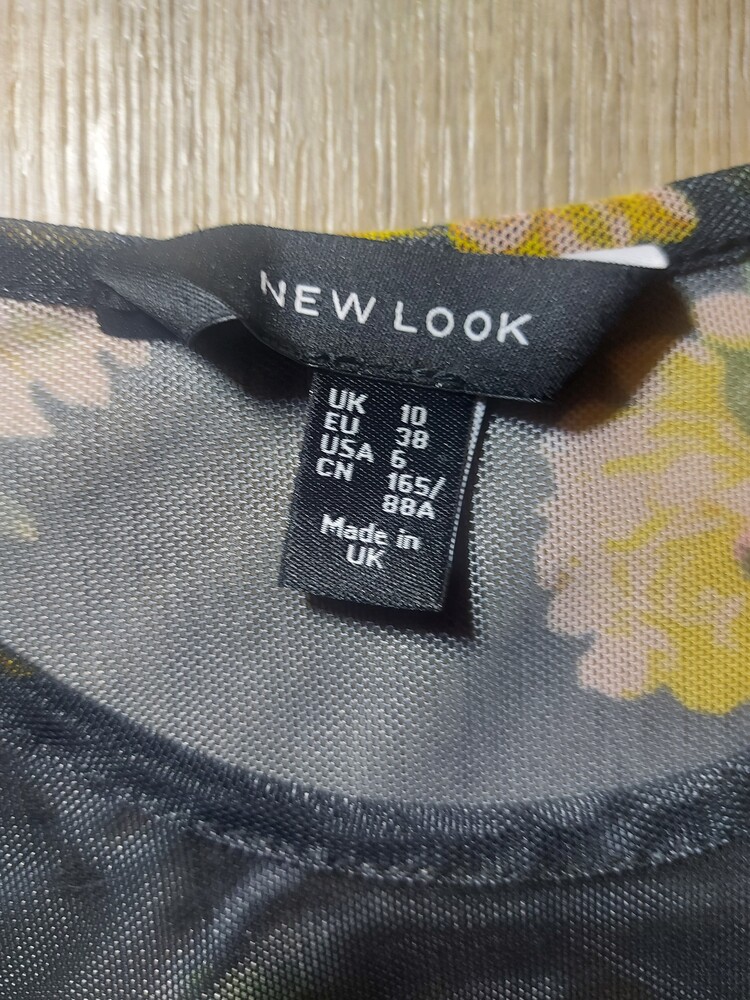 NEW LOOK
UK 10
EU 38
USA 6
CN 165/
88A
Made in
UK